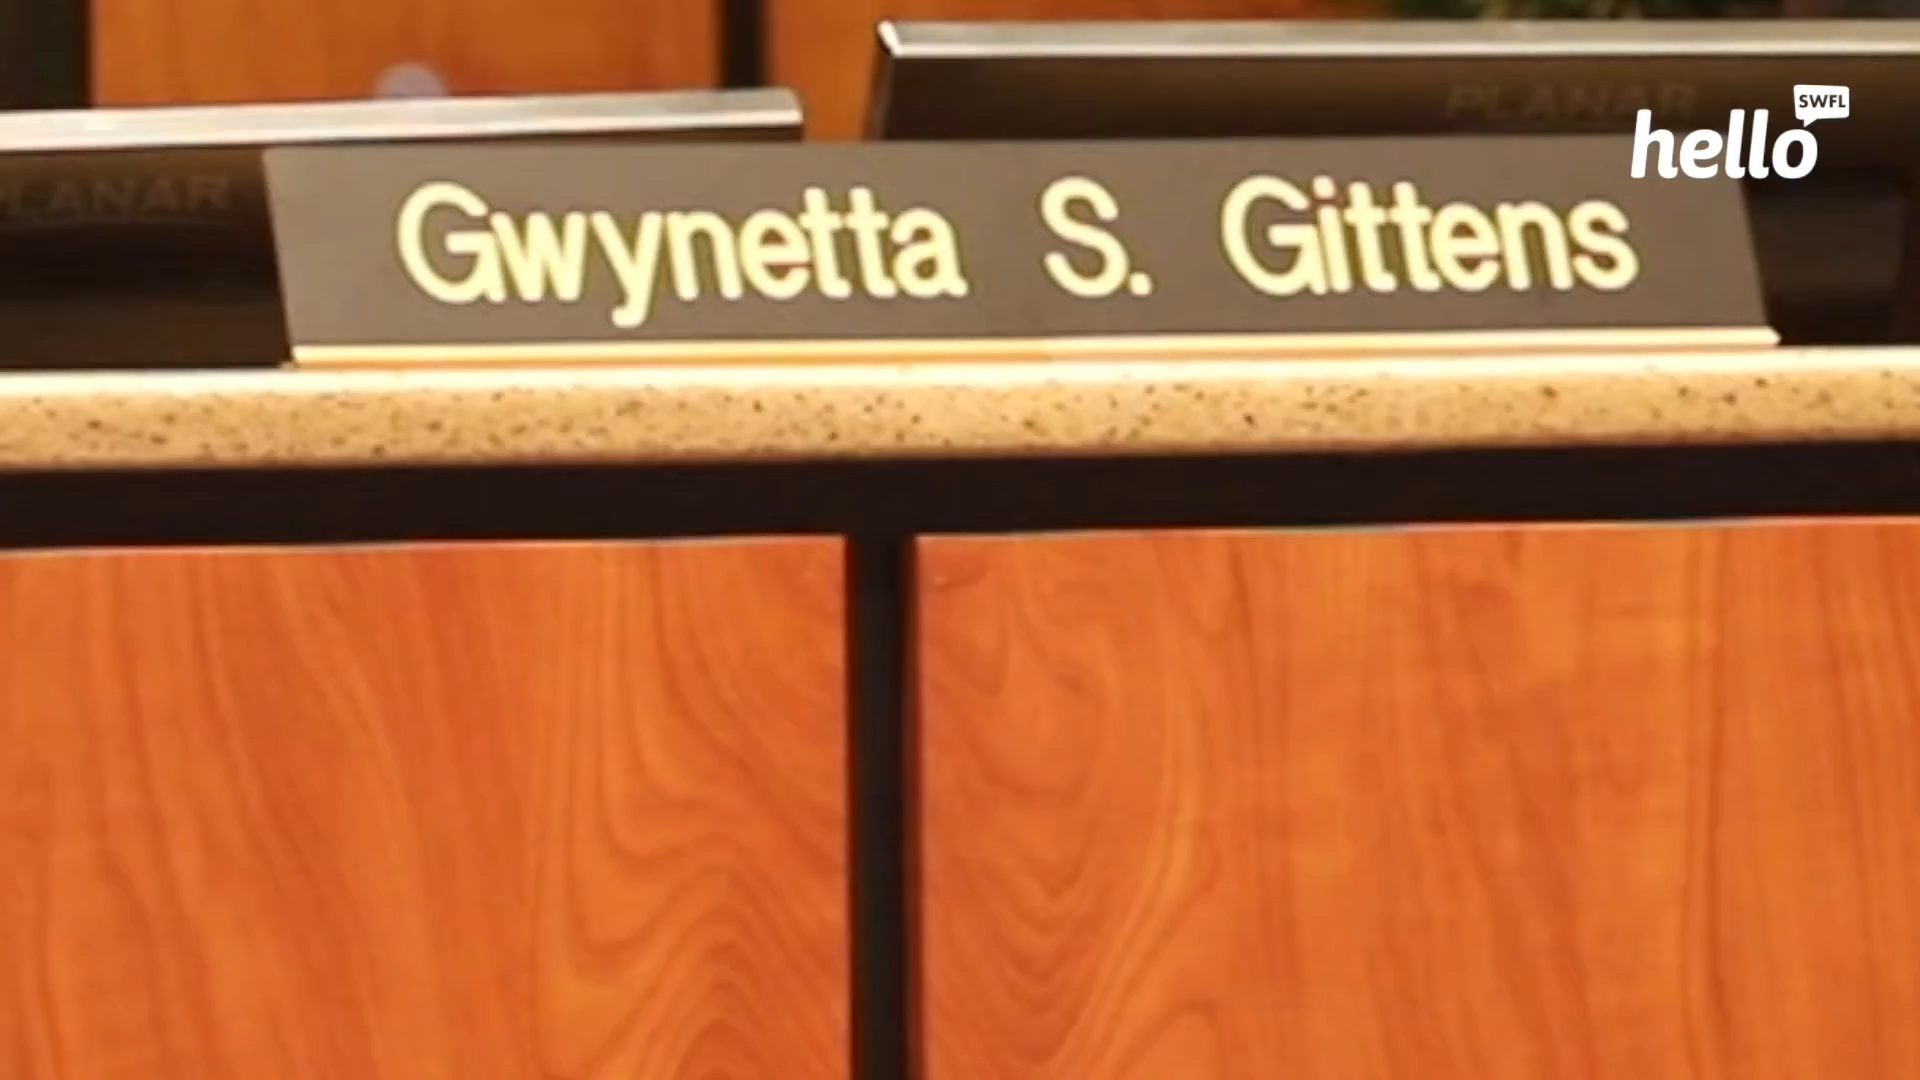 SWFL
hello
PLANAR
PLANAR
Gwynetta S. Gittens